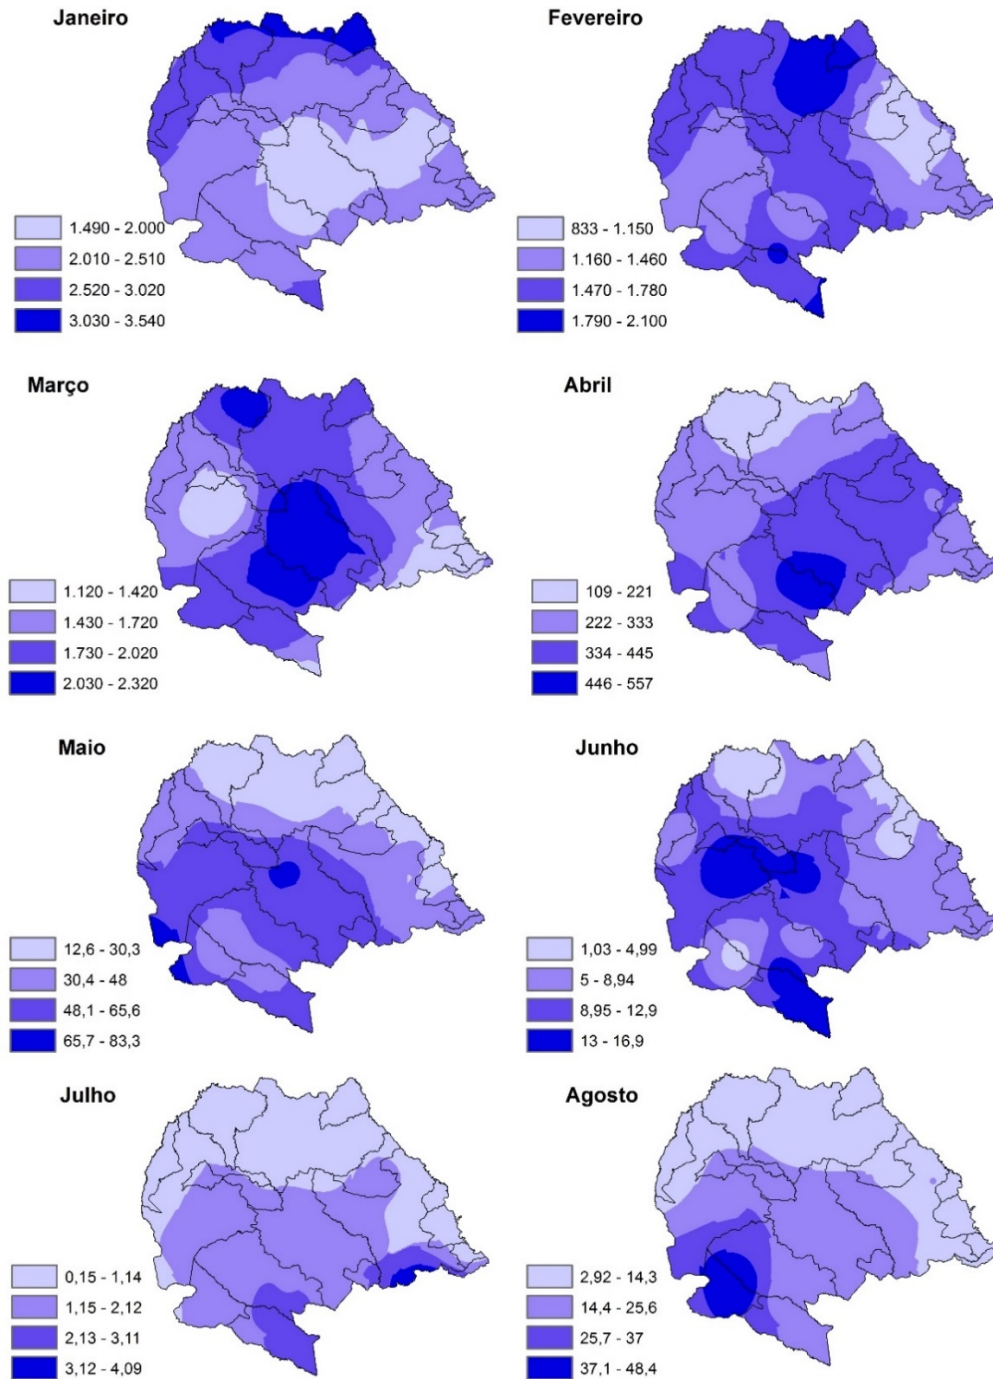 Janeiro
1.490 - 2.000
2.010 - 2.510
2.520 - 3.020
3.030 - 3.540
Fevereiro
833 - 1.150
1.160 - 1.460
1.470 - 1.780
1.790 - 2.100
Março
1.120 - 1.420
1.430 - 1.720
1.730 - 2.020
2.030 - 2.320
Abril
109 - 221
222 - 333
334 - 445
446 - 557
Maio
12,6 - 30,3
30,4 - 48
48,1 - 65,6
65,7 - 83,3
Junho
1,03 - 4,99
5 - 8,94
8,95 - 12,9
13 - 16,9
Julho
0,15 - 1,14
1,15 - 2,12
2,13 - 3,11
3,12 - 4,09
Agosto
2,92 - 14,3
14,4 - 25,6
25,7 - 37
37,1 - 48,4